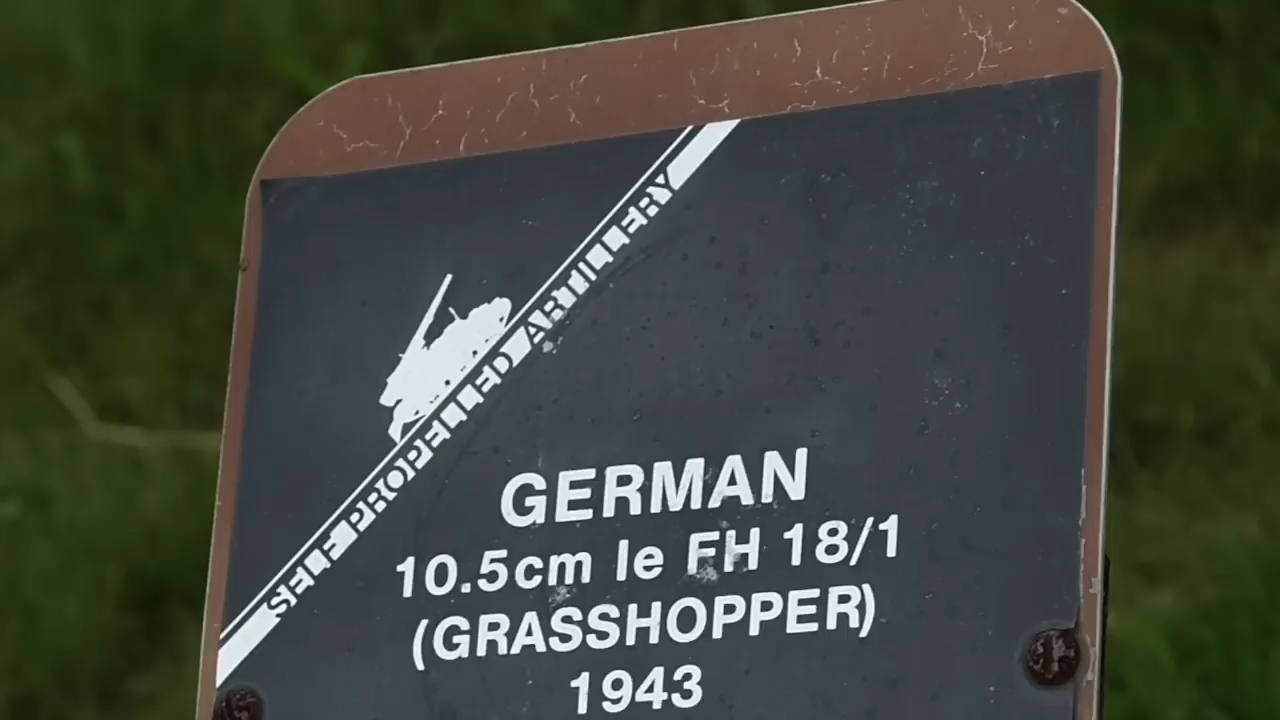 SELF PROPELLED ARTILLERY
GERMAN
10.5cm le FH 18/1
(GRASSHOPPER)
1943